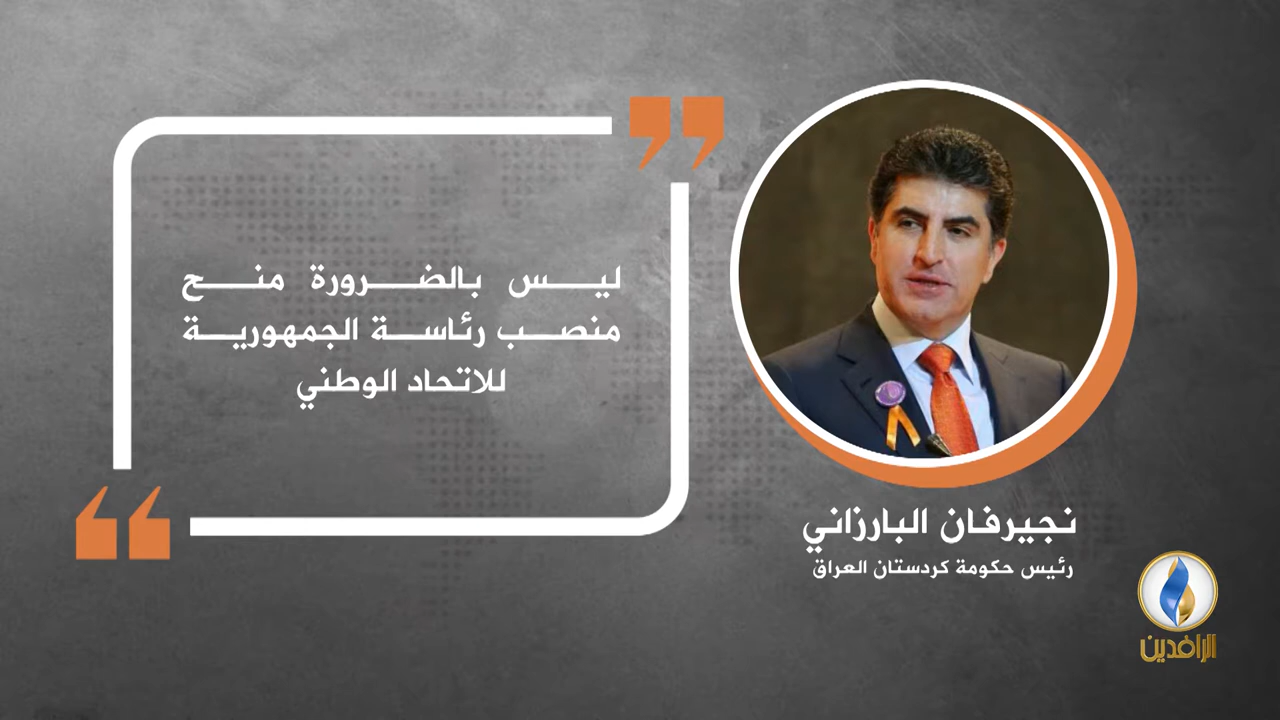 ليس بالضرورة منح
منصب رئاسة الجمهورية
للاتحاد الوطني
نجيرفان البارزاني
رئيس حكومة كردستان العراق
الرافدين